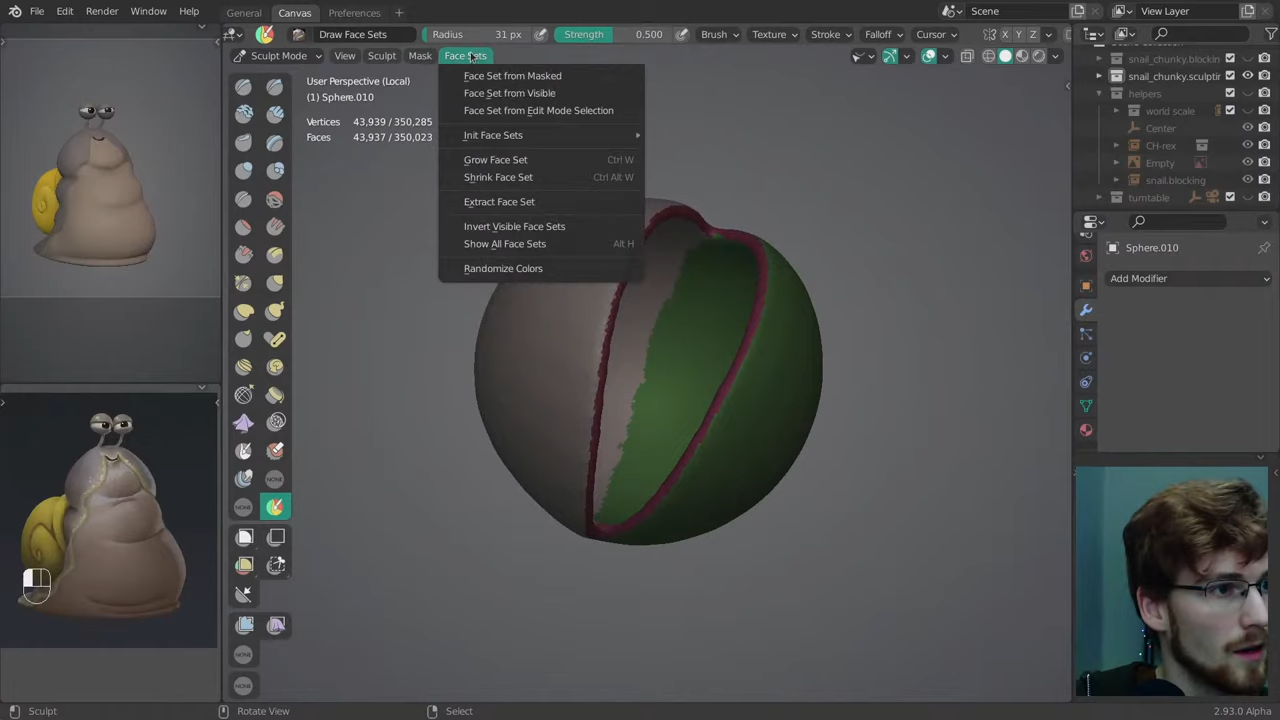 File Edit Render Window Help
General Canvas Preferences +
Scene
View Layer
Draw Face Sets
Radius 31 px
Strength 0.500
Brush Texture Stroke Falloff Cursor
X Y Z
Sculpt Mode
View Sculpt Mask Face Sets
User Perspective (Local)
(1) Sphere.010
Vertices 43,939 / 350,285
Faces 43,937 / 350,023
Face Set from Masked
Face Set from Visible
Face Set from Edit Mode Selection
Init Face Sets
Grow Face Set Ctrl W
Shrink Face Set Ctrl Alt W
Extract Face Set
Invert Visible Face Sets
Show All Face Sets Alt H
Randomize Colors
NONE
NONE
NONE
NONE
snail_chunky.blockin
snail_chunky.sculptin
helpers
world scale
Center
CH-rex
Empty
snail.blocking
turntable
Sphere.010
Add Modifier
Sculpt
Rotate View
Select
2.93.0 Alpha